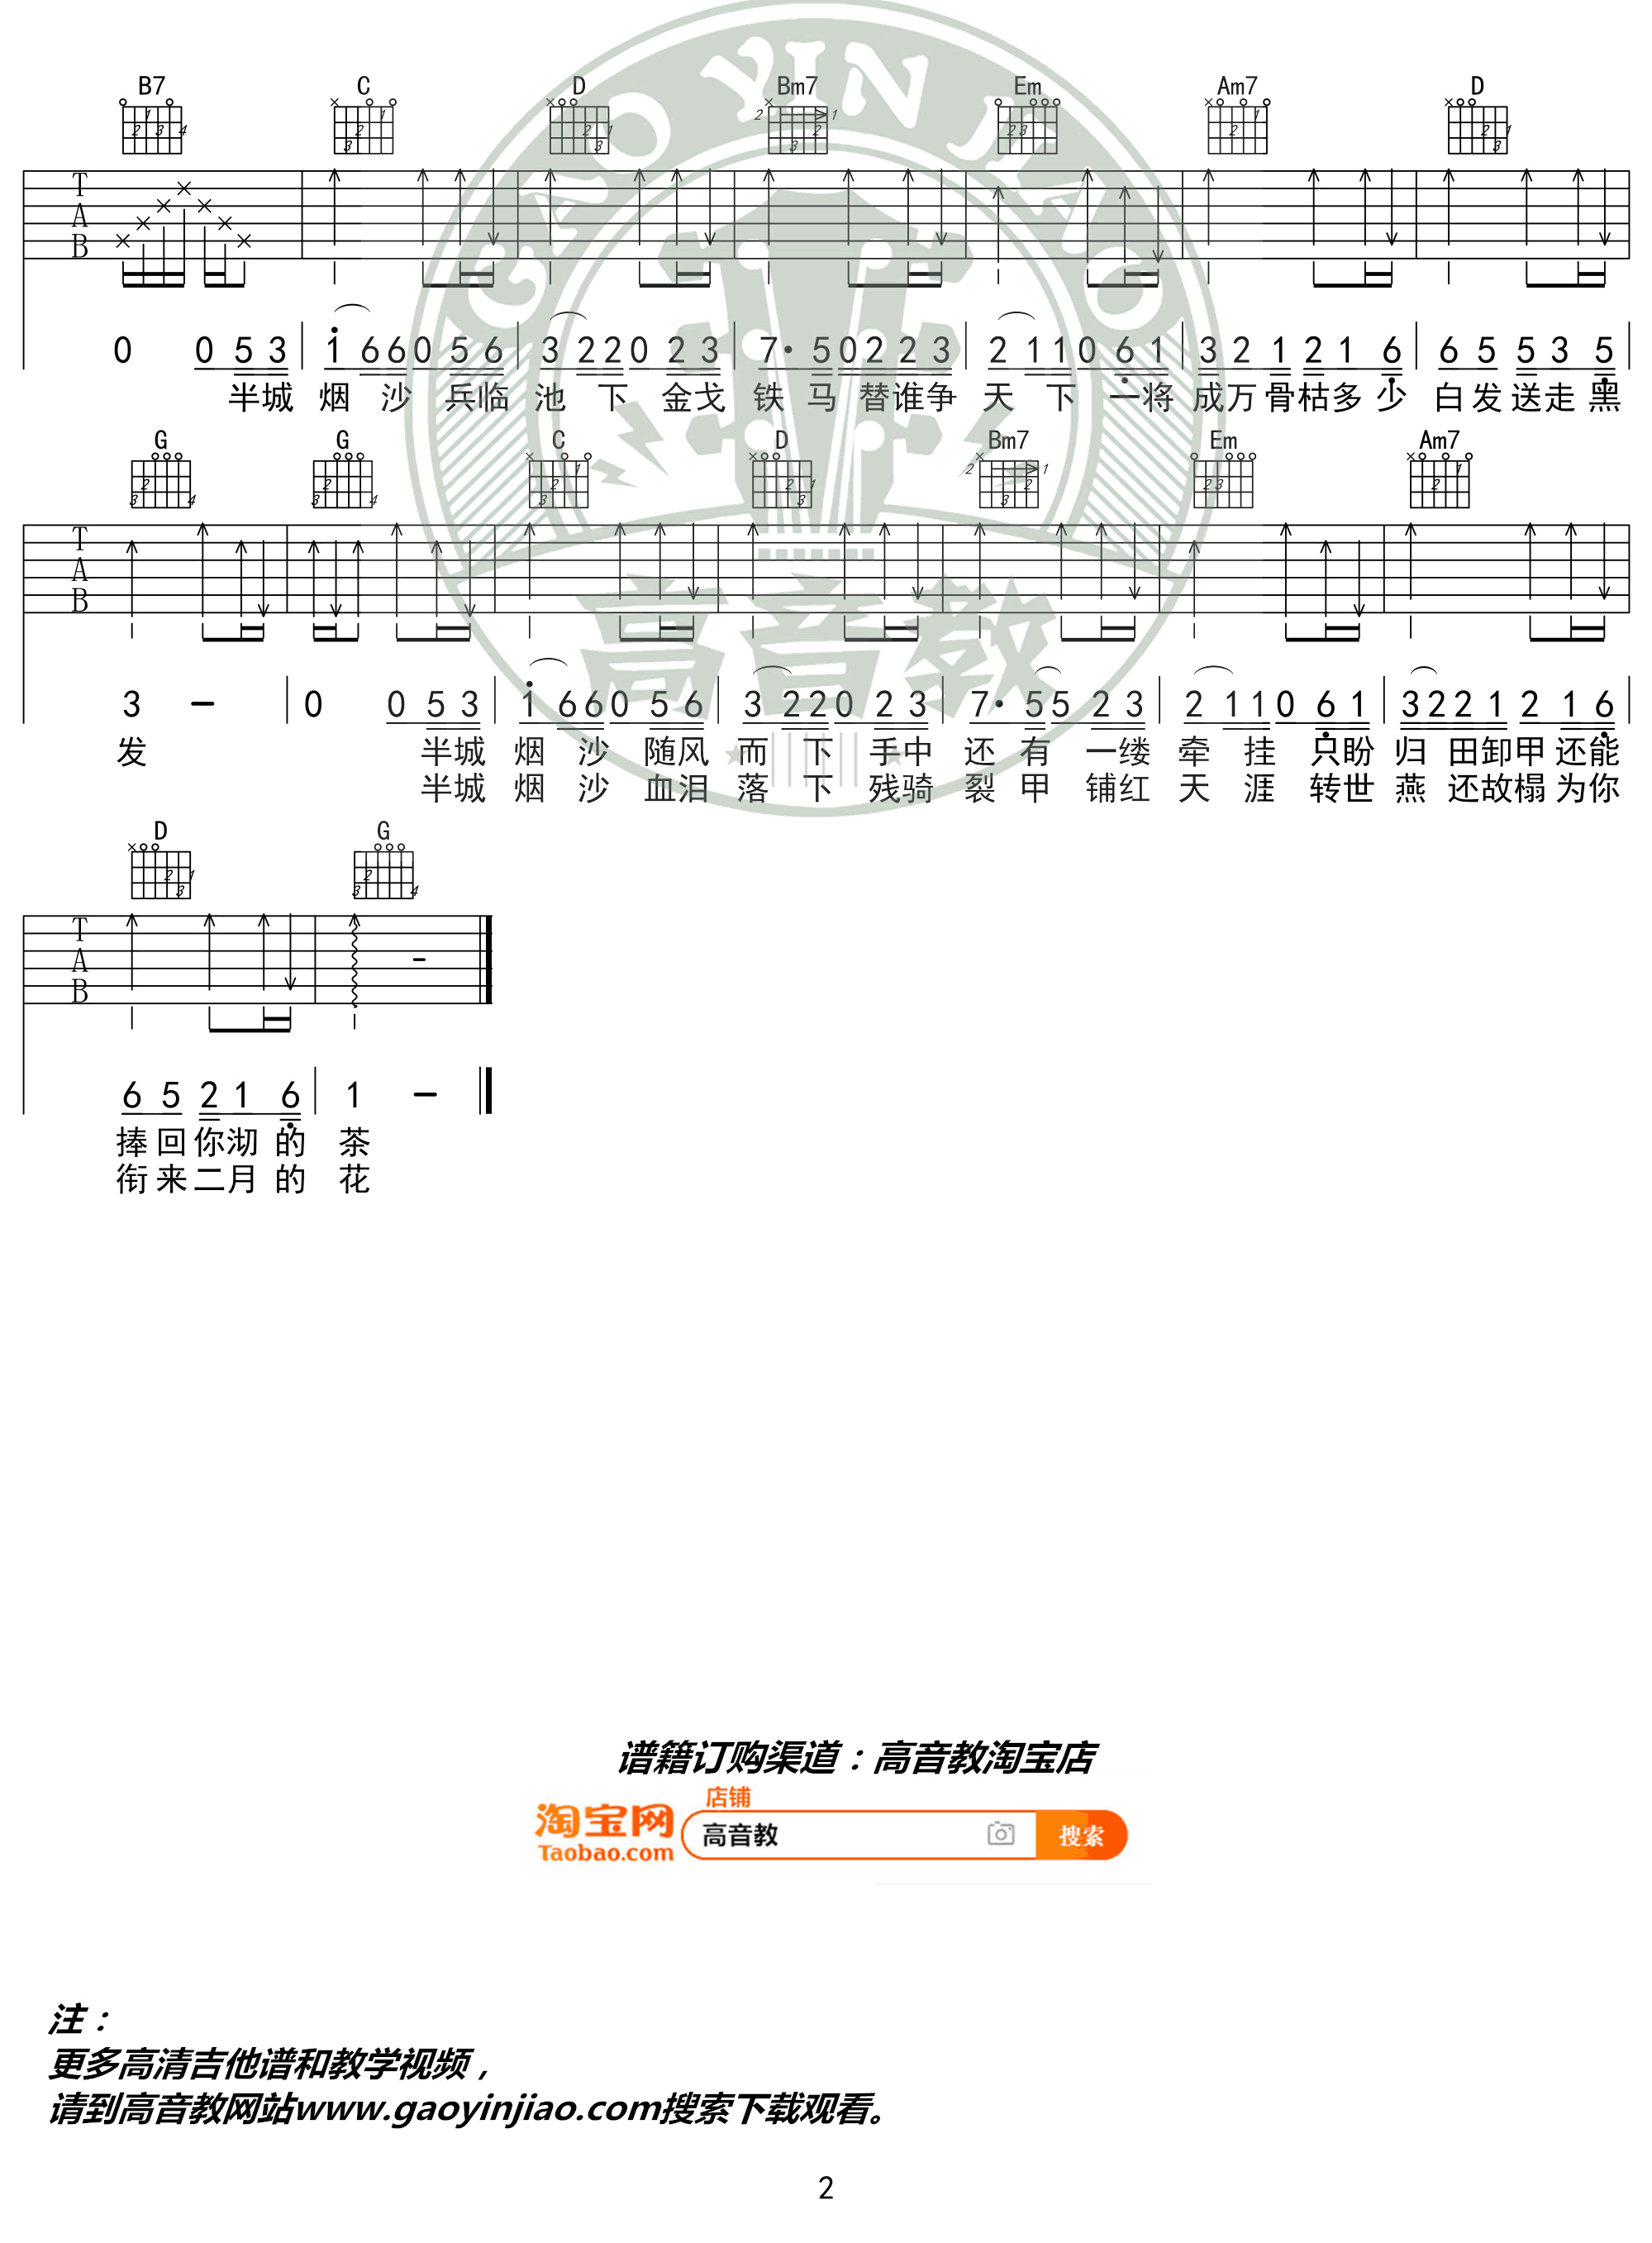 B7 C D Bm7 Em Am7 D
GAO YIN JIAO
T
A
B
0 0 5 3 1 6 6 0 5 6 3 2 2 0 2 3 7· 5 0 2 2 3 2 1 1 0 6 1 3 2 1 2 1 6 6 5 5 3 5
半城 烟 沙 兵临 池 下 金戈 铁 马 替谁争 天 下 一将 成万骨枯多少 白发送走黑
G G C D Bm7 Em Am7
T
A
B
高音教
3 – 0 0 5 3 1 6 6 0 5 6 3 2 2 0 2 3 7· 5 5 2 3 2 1 1 0 6 1 3 2 2 1 2 1 6
发 半城 烟 沙 随风 而 下 手中 还 有 一缕 牵 挂 只盼 归 田卸甲还能
半城 烟 沙 血泪 落 下 残骑 裂 甲 铺红 天 涯 转世 燕 还故榻为你
D G
T
A
B
6 5 2 1 6 1 –
捧回你沏的 茶
衔来二月的 花
谱籍订购渠道：高音教淘宝店
店铺
淘宝网 高音教 搜索
Taobao.com
注：
更多高清吉他谱和教学视频，
请到高音教网站www.gaoyinjiao.com搜索下载观看。
2